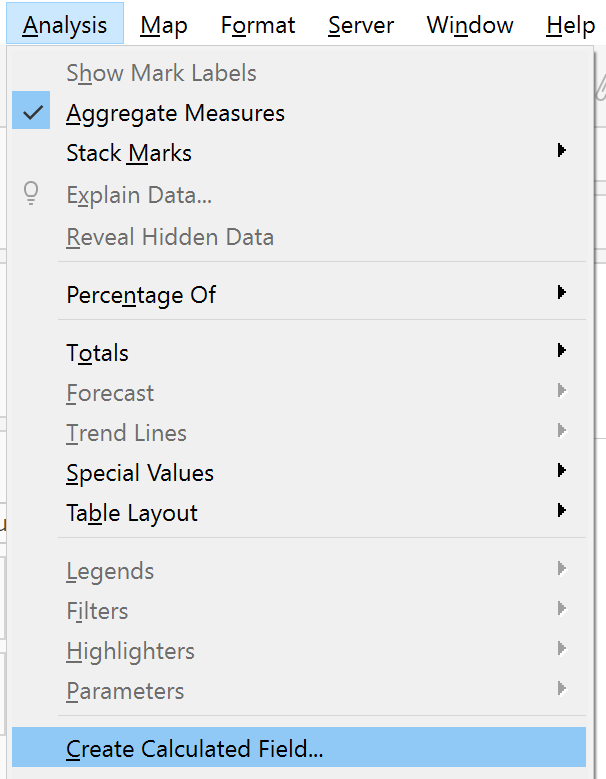 Analysis Map Format Server Window Help
Show Mark Labels
Aggregate Measures
Stack Marks
Explain Data...
Reveal Hidden Data
Percentage Of
Totals
Forecast
Trend Lines
Special Values
Table Layout
Legends
Filters
Highlighters
Parameters
Create Calculated Field...